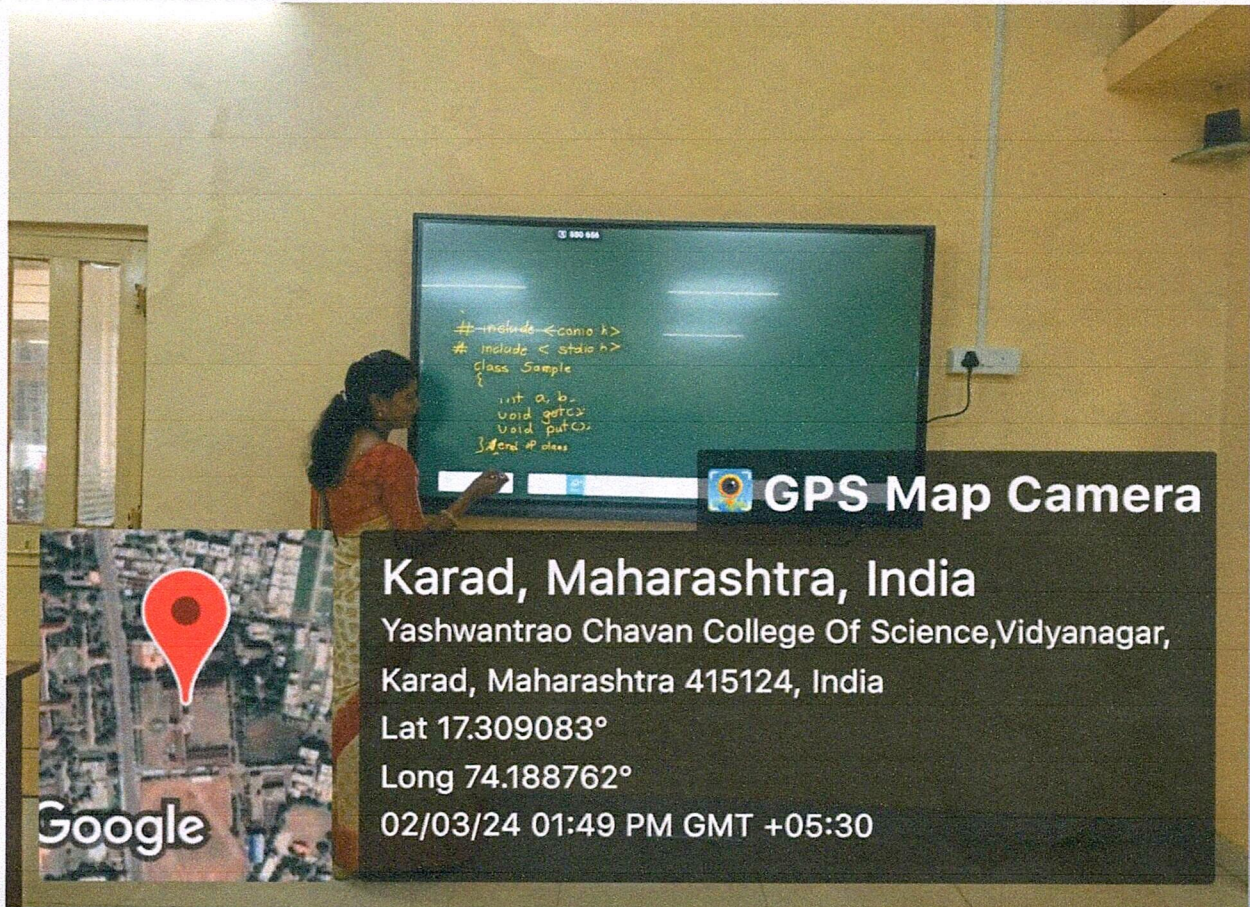 550 656
# include <conio.h>
# include < stdio h>
class Sample
{
int a, b.
void get();
void put();
}; // end of class
GPS Map Camera
Karad, Maharashtra, India
Yashwantrao Chavan College Of Science,Vidyanagar,
Karad, Maharashtra 415124, India
Lat 17.309083°
Long 74.188762°
02/03/24 01:49 PM GMT +05:30
Google